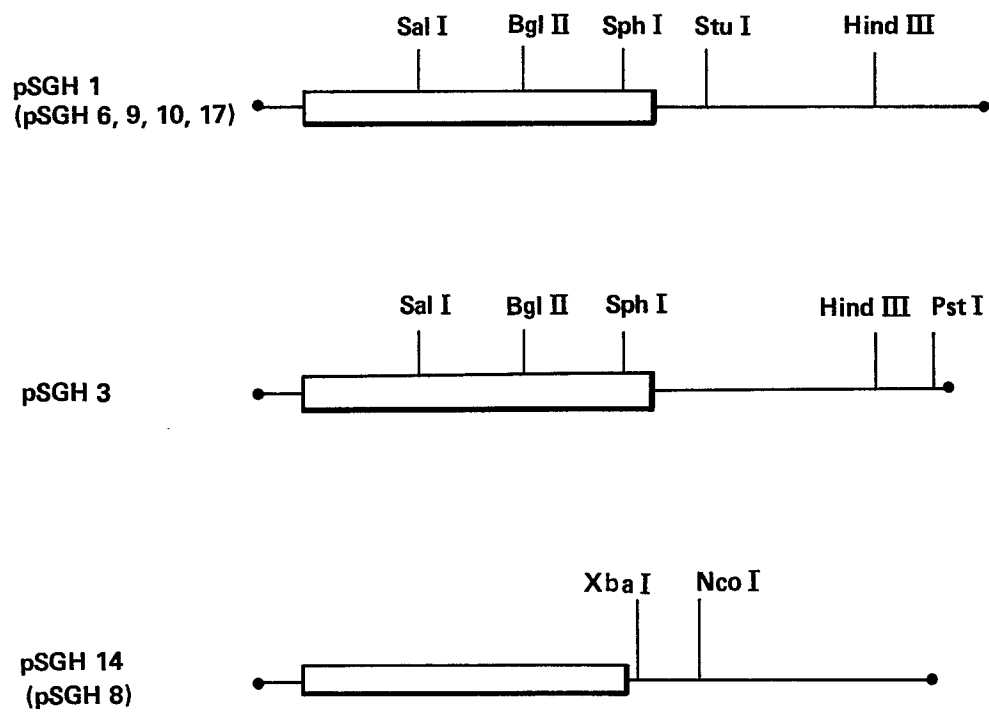 Sal I Bgl II Sph I Stu I Hind III
pSGH 1
(pSGH 6, 9, 10, 17)
Sal I Bgl II Sph I Hind III Pst I
pSGH 3
Xba I Nco I
pSGH 14
(pSGH 8)